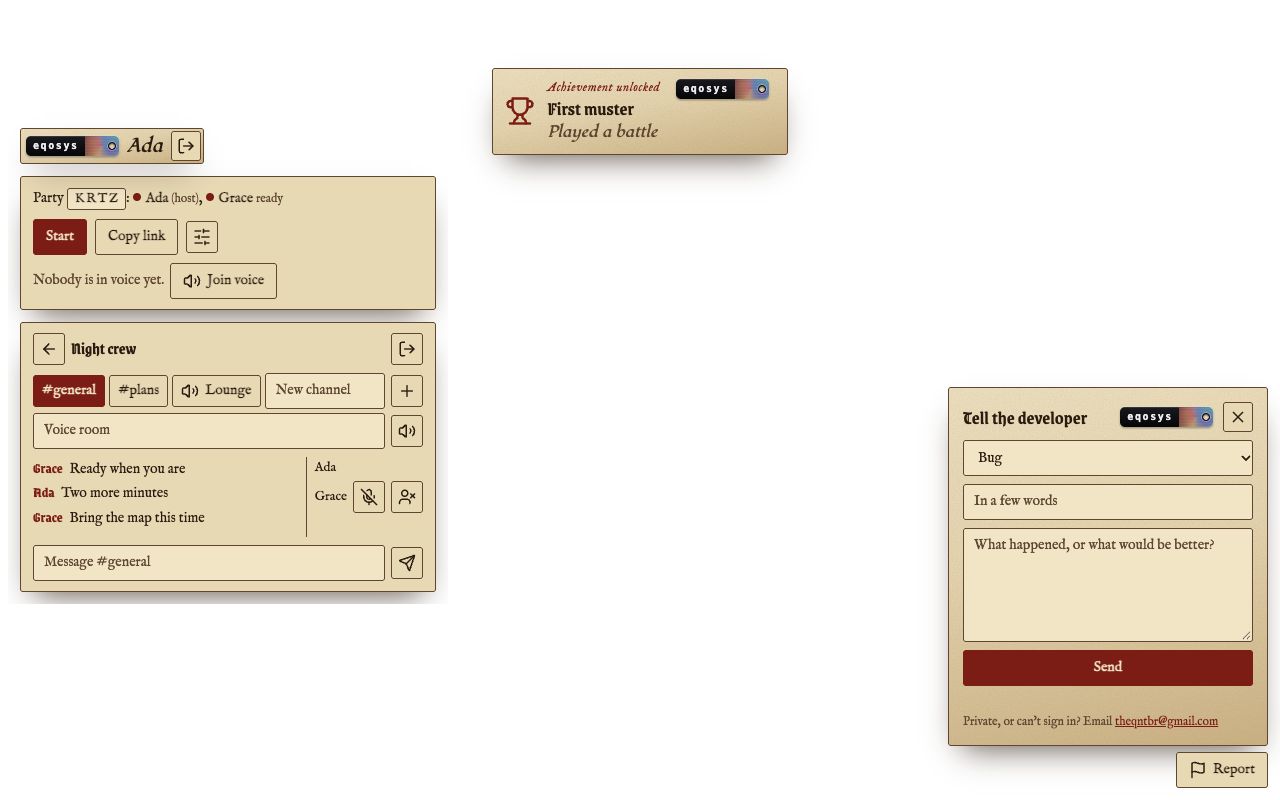 Achievement unlocked
eqosys
First muster
Played a battle
eqosys Ada
Party KRTZ: Ada (host), Grace ready
Start Copy link
Nobody is in voice yet. Join voice
Night crew
#general #plans Lounge New channel
Voice room
Grace Ready when you are
Ada Two more minutes
Grace Bring the map this time
Ada
Grace
Message #general
Tell the developer eqosys
Bug
In a few words
What happened, or what would be better?
Send
Private, or can't sign in? Email theqntbr@gmail.com
Report